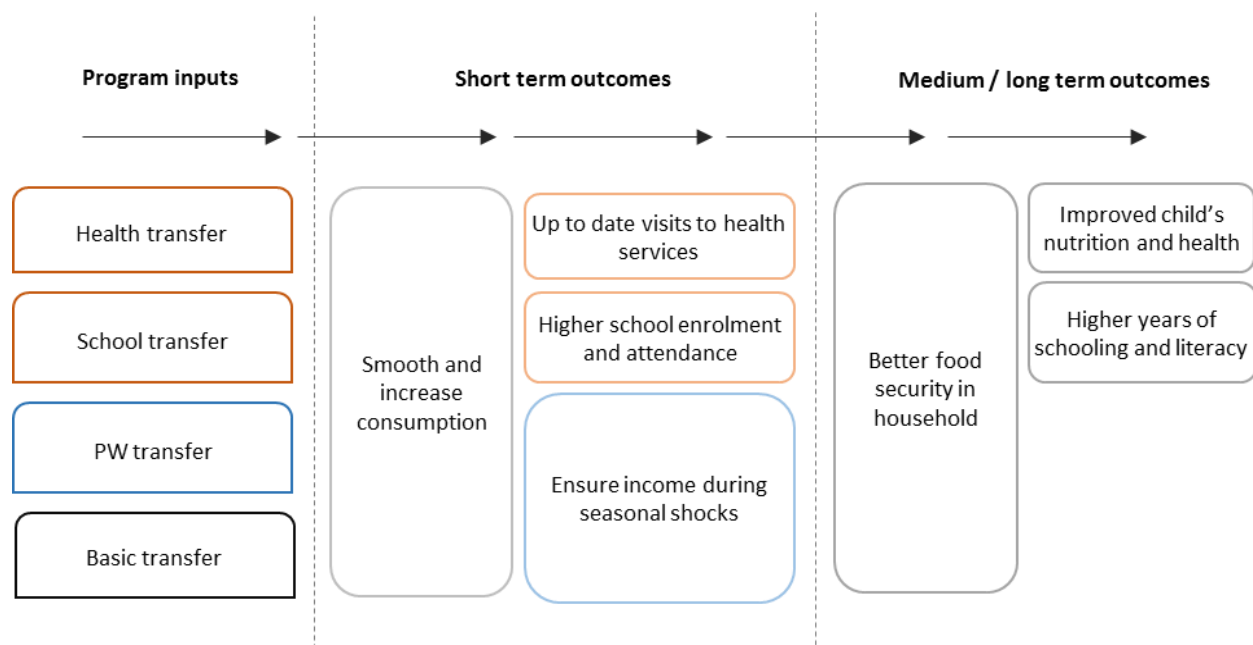 Program inputs
Short term outcomes
Medium / long term outcomes
Health transfer
School transfer
PW transfer
Basic transfer
Smooth and
increase
consumption
Up to date visits to health
services
Higher school enrolment
and attendance
Ensure income during
seasonal shocks
Better food
security in
household
Improved child's
nutrition and health
Higher years of
schooling and literacy